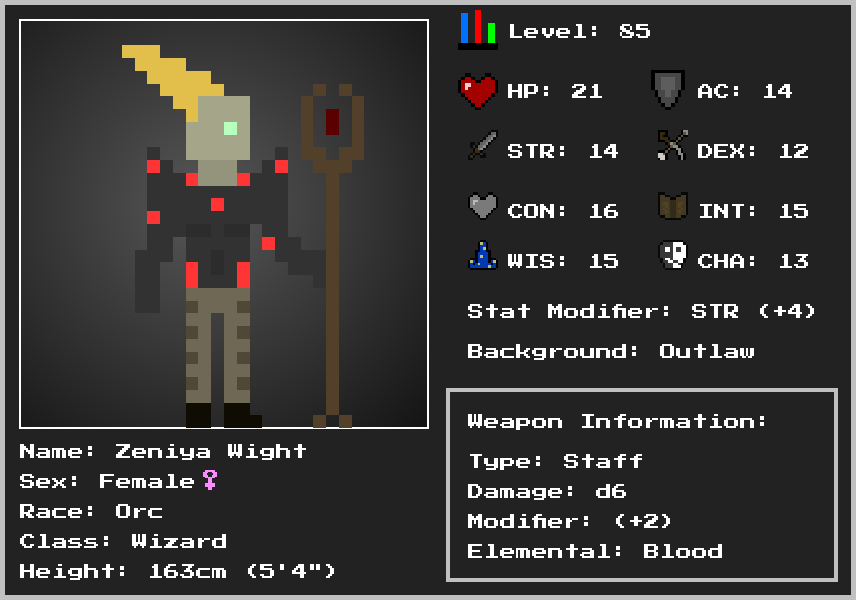 Level: 85
HP: 21
AC: 14
STR: 14
DEX: 12
CON: 16
INT: 15
WIS: 15
CHA: 13
Stat Modifier: STR (+4)
Background: Outlaw
Weapon Information:
Type: Staff
Damage: d6
Modifier: (+2)
Elemental: Blood
Name: Zeniya Wight
Sex: Female♀
Race: Orc
Class: Wizard
Height: 163cm (5'4")